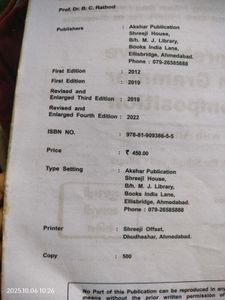 Prof. Dr. B. C. Rathod
Publishers : Akshar Publication
Shreeji House,
B/h. M. J. Library,
Books India Lane,
Ellisbridge, Ahmedabad.
Phone : 079-26585888
First Edition : 2012
First Edition : 2019
Revised and
Enlarged Third Edition : 2019
Revised and
Enlarged Fourth Edition : 2022
ISBN NO. : 978-81-909386-5-5
Price : ₹ 450.00
Type Setting : Akshar Publication
Shreeji House,
B/h. M. J. Library,
Books India Lane,
Ellisbridge, Ahmedabad.
Phone : 079-26585888
Printer : Shreeji Offset,
Dhudheshar, Ahmedabad.
Copy : 500
No Part of this Publication can be reproduced in any
means without the prior written permission of
2025.10.06 10:26